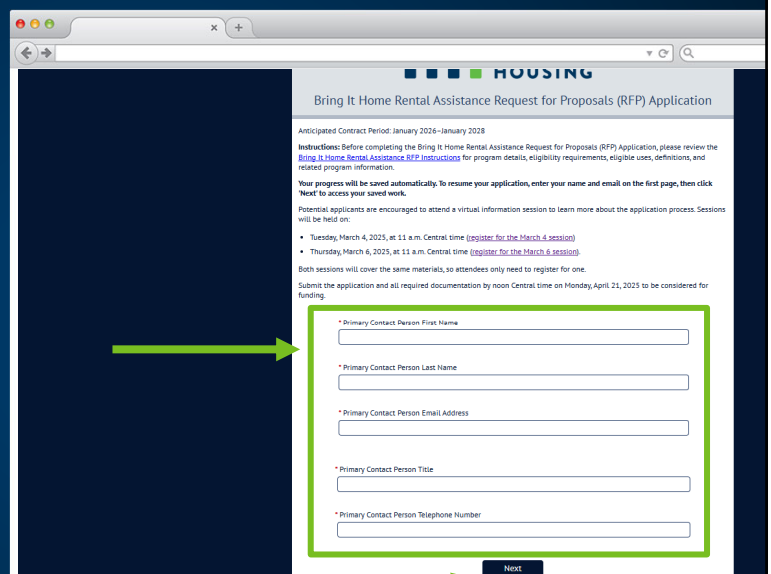 HOUSING
Bring It Home Rental Assistance Request for Proposals (RFP) Application
Anticipated Contract Period: January 2026–January 2028
Instructions: Before completing the Bring It Home Rental Assistance Request for Proposals (RFP) Application, please review the
Bring It Home Rental Assistance RFP Instructions for program details, eligibility requirements, eligible uses, definitions, and
related program information.
Your progress will be saved automatically. To resume your application, enter your name and email on the first page, then click
'Next' to access your saved work.
Potential applicants are encouraged to attend a virtual information session to learn more about the application process. Sessions
will be held on:
• Tuesday, March 4, 2025, at 11 a.m. Central time (register for the March 4 session)
• Thursday, March 6, 2025, at 11 a.m. Central time (register for the March 6 session).
Both sessions will cover the same materials, so attendees only need to register for one.
Submit the application and all required documentation by noon Central time on Monday, April 21, 2025 to be considered for
funding.
* Primary Contact Person First Name
* Primary Contact Person Last Name
* Primary Contact Person Email Address
* Primary Contact Person Title
* Primary Contact Person Telephone Number
Next